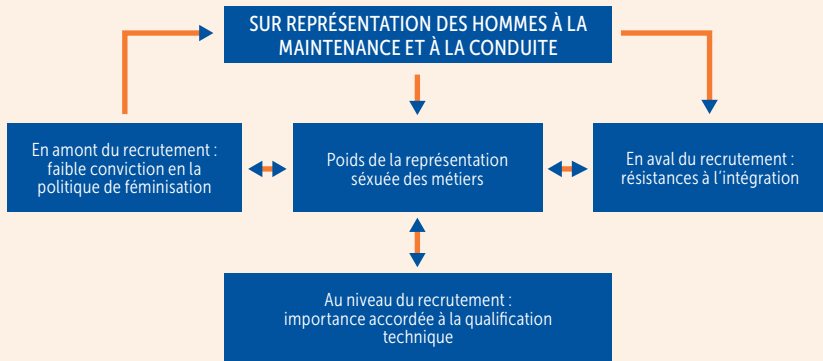 SUR REPRÉSENTATION DES HOMMES À LA
MAINTENANCE ET À LA CONDUITE
En amont du recrutement :
faible conviction en la
politique de féminisation
Poids de la représentation
séxuée des métiers
En aval du recrutement :
résistances à l'intégration
Au niveau du recrutement :
importance accordée à la qualification
technique